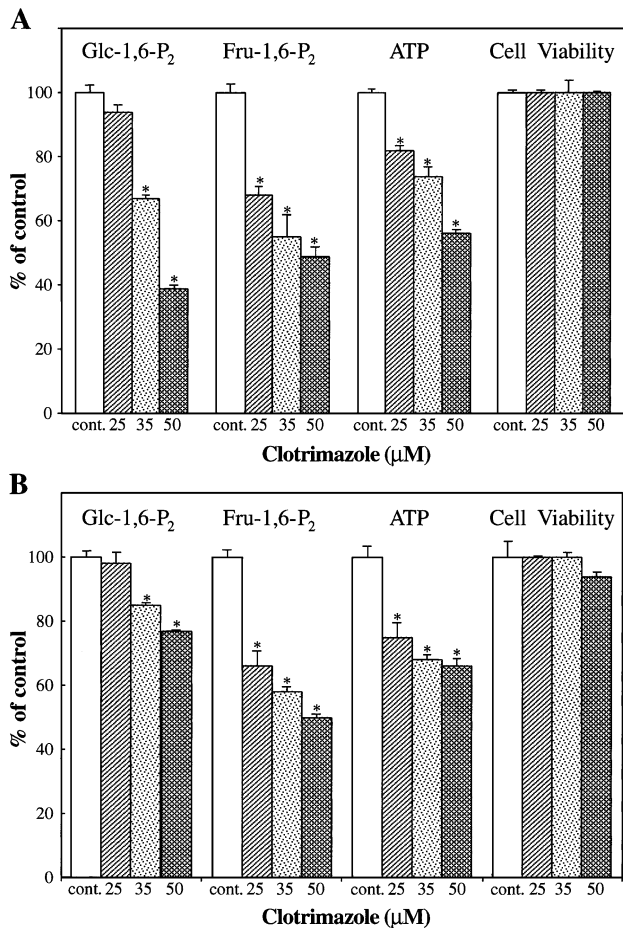 A
Glc-1,6-P₂ Fru-1,6-P₂ ATP Cell Viability
100
80
60
40
20
0
% of control
* * * * * * * *
cont. 25 35 50 cont. 25 35 50 cont. 25 35 50 cont. 25 35 50
Clotrimazole (µM)
B
Glc-1,6-P₂ Fru-1,6-P₂ ATP Cell Viability
100
80
60
40
20
0
% of control
* * * * * * * *
cont. 25 35 50 cont. 25 35 50 cont. 25 35 50 cont. 25 35 50
Clotrimazole (µM)